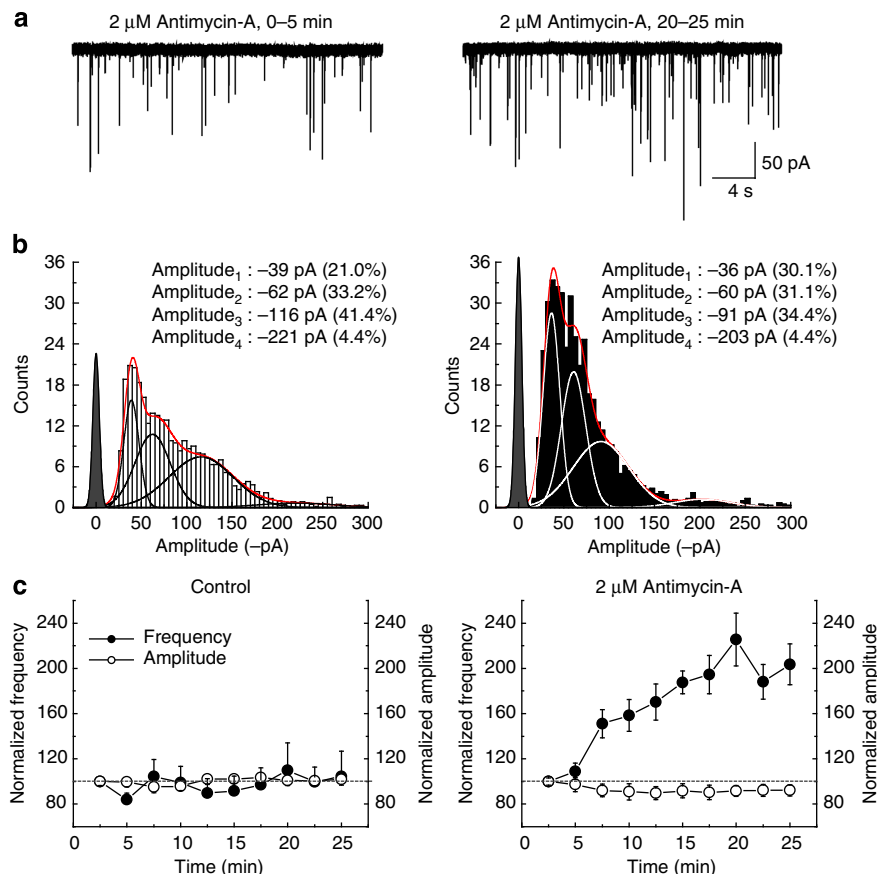 a
2 μM Antimycin-A, 0–5 min
2 μM Antimycin-A, 20–25 min
50 pA
4 s
b
36
30
24
18
12
6
0
Counts
Amplitude1 : –39 pA (21.0%)
Amplitude2 : –62 pA (33.2%)
Amplitude3 : –116 pA (41.4%)
Amplitude4 : –221 pA (4.4%)
0 50 100 150 200 250 300
Amplitude (–pA)
36
30
24
18
12
6
0
Counts
Amplitude1 : –36 pA (30.1%)
Amplitude2 : –60 pA (31.1%)
Amplitude3 : –91 pA (34.4%)
Amplitude4 : –203 pA (4.4%)
0 50 100 150 200 250 300
Amplitude (–pA)
c
Control
Normalized frequency
240
200
160
120
80
Frequency
Amplitude
240
200
160
120
80
Normalized amplitude
0 5 10 15 20 25
Time (min)
2 μM Antimycin-A
Normalized frequency
240
200
160
120
80
240
200
160
120
80
Normalized amplitude
0 5 10 15 20 25
Time (min)